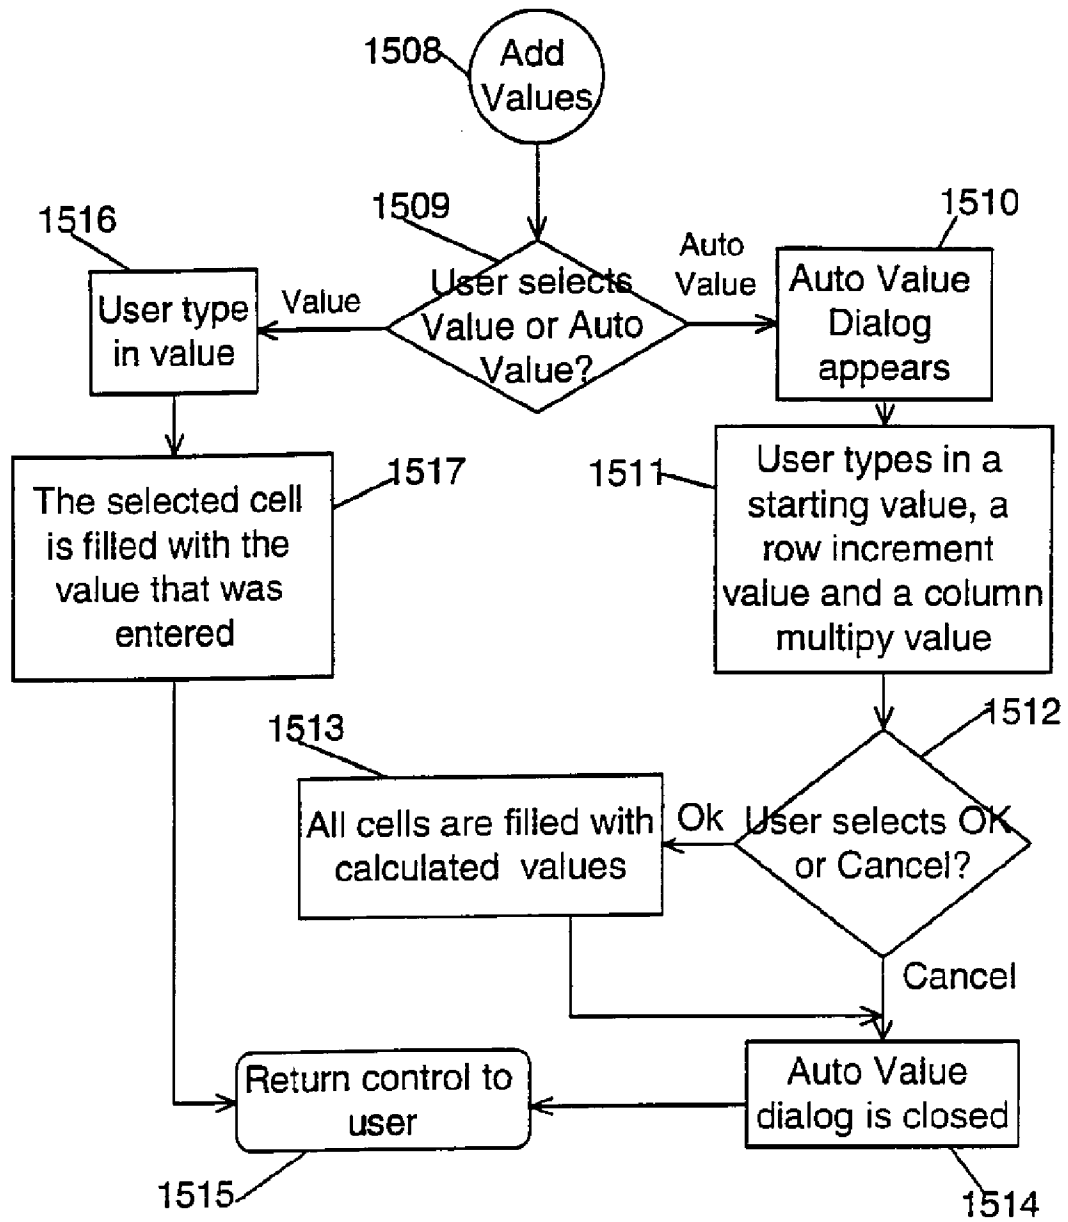 1508
Add
Values
1509
User selects
Value or Auto
Value?
Value
Auto
Value
1516
User type
in value
1510
Auto Value
Dialog
appears
1517
The selected cell
is filled with the
value that was
entered
1511
User types in a
starting value, a
row increment
value and a column
multipy value
1512
User selects OK
or Cancel?
Ok
Cancel
1513
All cells are filled with
calculated values
Return control to
user
1515
Auto Value
dialog is closed
1514